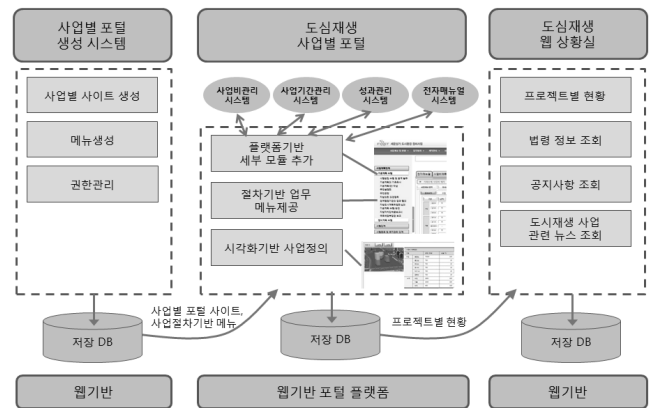 사업별 포털
생성 시스템
도심재생
사업별 포털
도심재생
웹 상황실
사업별 사이트 생성
메뉴생성
권한관리
사업비관리
시스템
사업기간관리
시스템
성과관리
시스템
전자매뉴얼
시스템
플랫폼기반
세부 모듈 추가
절차기반 업무
메뉴제공
시각화기반 사업정의
프로젝트별 현황
법령 정보 조회
공지사항 조회
도시재생 사업
관련 뉴스 조회
저장 DB
사업별 포털 사이트,
사업절차기반 메뉴
저장 DB
프로젝트별 현황
저장 DB
웹기반
웹기반 포털 플랫폼
웹기반